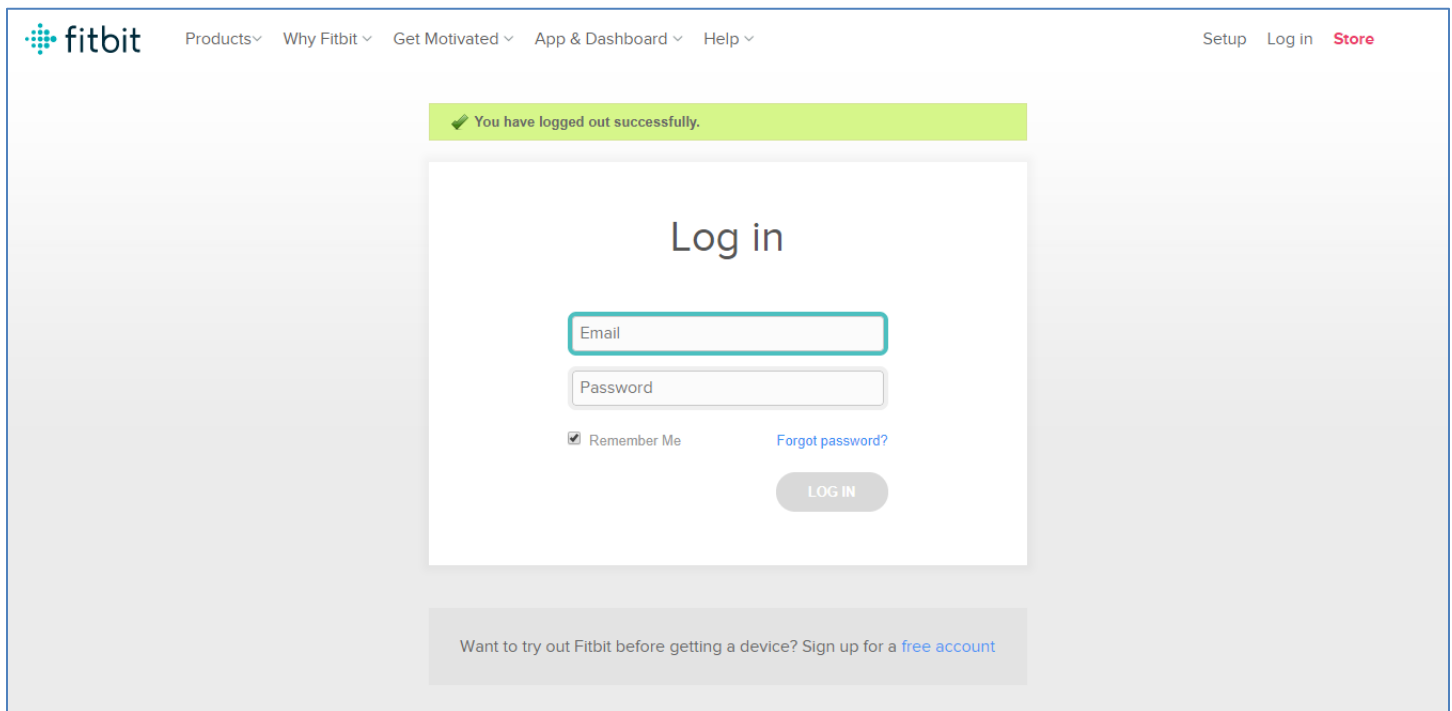 fitbit Products Why Fitbit Get Motivated App & Dashboard Help Setup Log in Store
You have logged out successfully.
Log in
Email
Password
Remember Me Forgot password?
LOG IN
Want to try out Fitbit before getting a device? Sign up for a free account